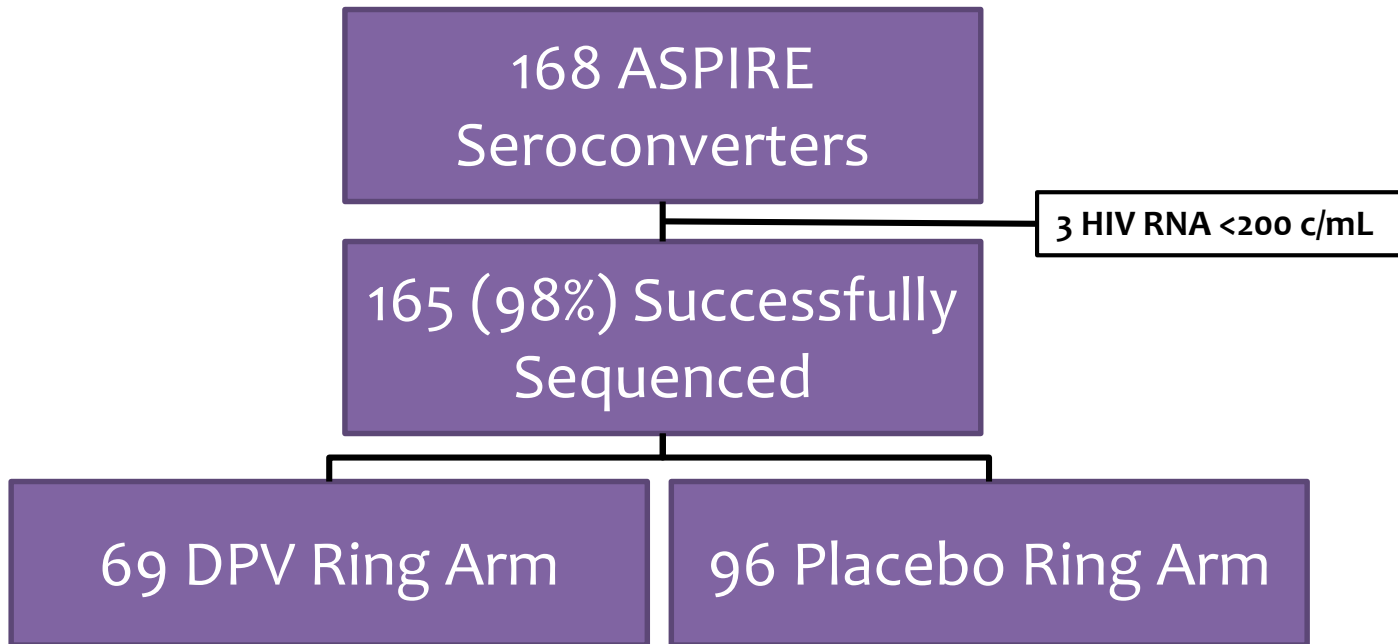 168 ASPIRE
Seroconverters
3 HIV RNA <200 c/mL
165 (98%) Successfully
Sequenced
69 DPV Ring Arm
96 Placebo Ring Arm